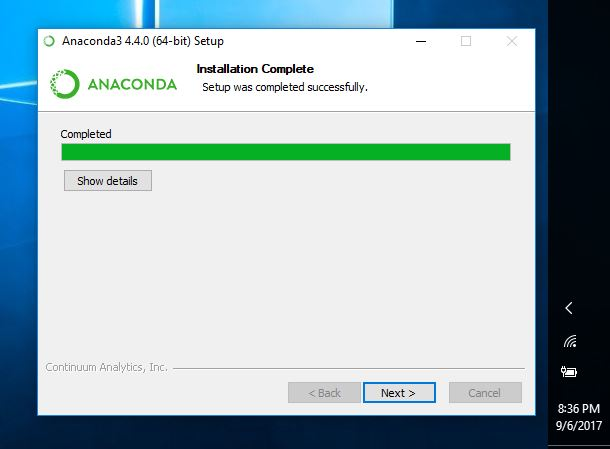 Anaconda3 4.4.0 (64-bit) Setup
ANACONDA
Installation Complete
Setup was completed successfully.
Completed
Show details
Continuum Analytics, Inc.
< Back
Next >
Cancel
8:36 PM
9/6/2017